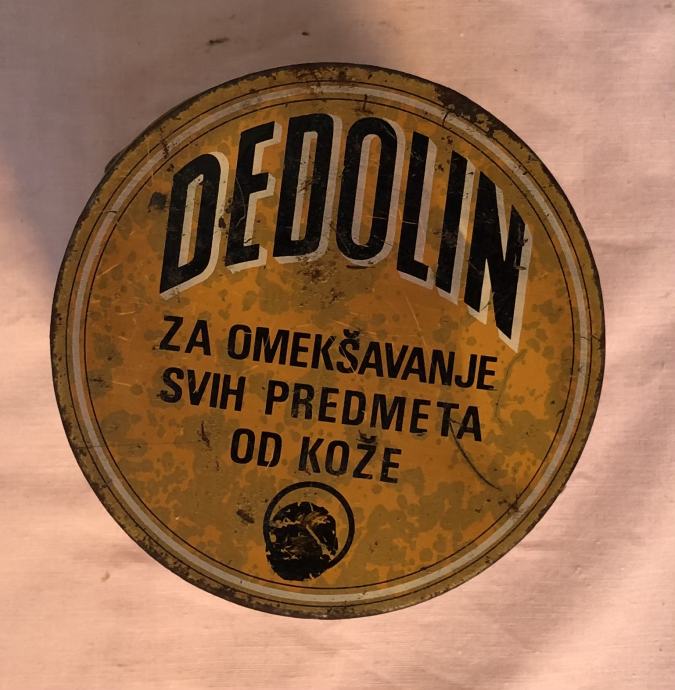 DEDOLIN
ZA OMEKŠAVANJE
SVIH PREDMETA
OD KOŽE